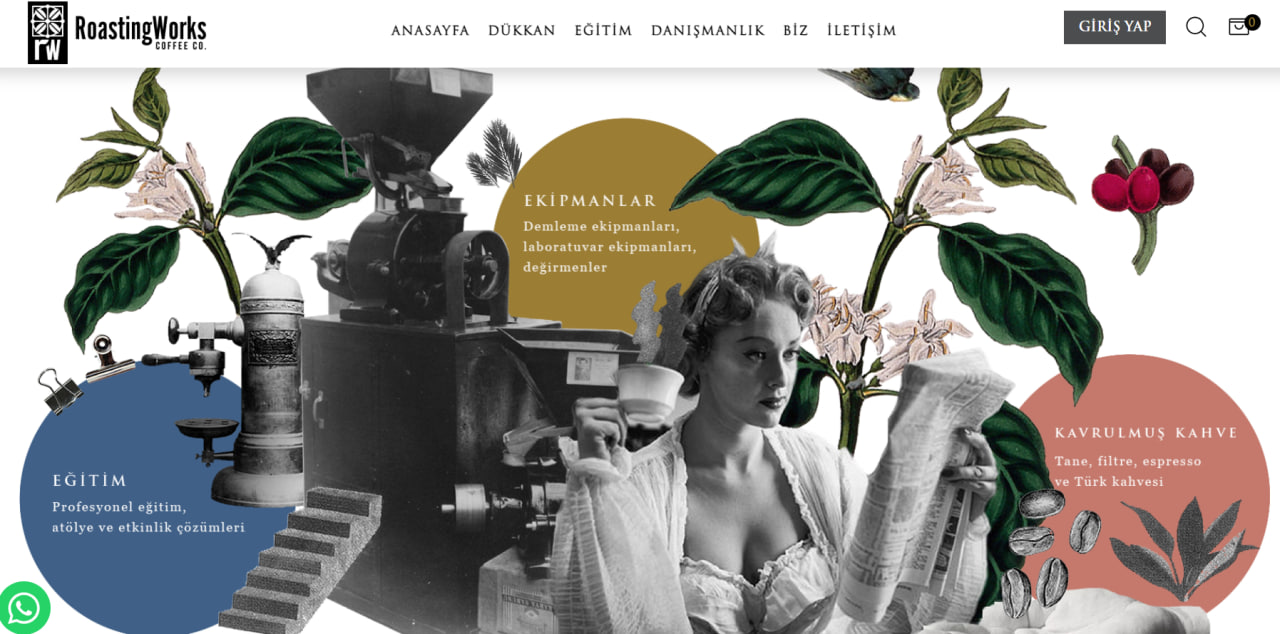 rw
RoastingWorks
COFFEE CO.
ANASAYFA DÜKKAN EĞİTİM DANIŞMANLIK BİZ İLETİŞİM
GİRİŞ YAP
0
EKİPMANLAR
Demleme ekipmanları,
laboratuvar ekipmanları,
değirmenler
KAVRULMUŞ KAHVE
Tane, filtre, espresso
ve Türk kahvesi
EĞİTİM
Profesyonel eğitim,
atölye ve etkinlik çözümleri